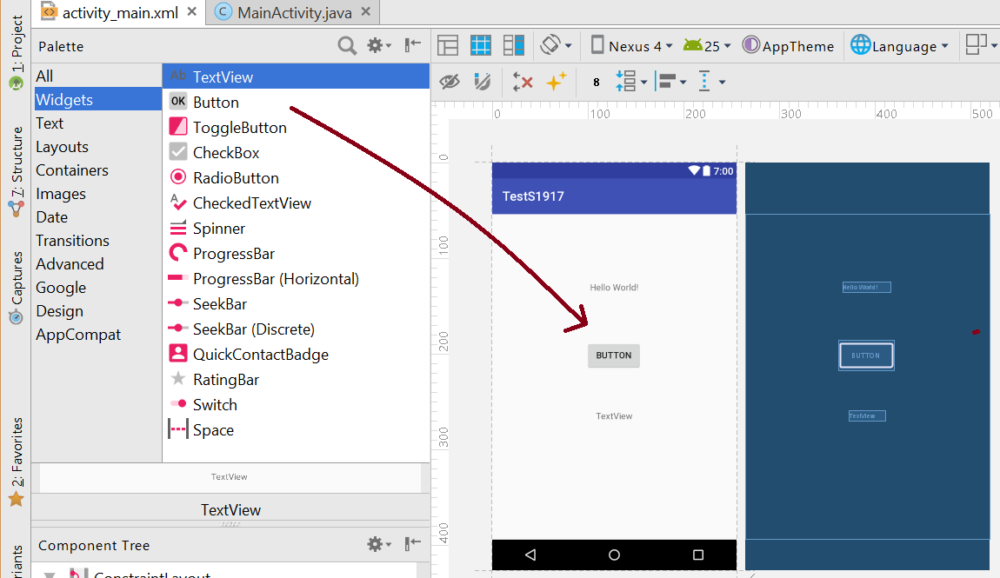 activity_main.xml
MainActivity.java
1: Project
7: Structure
Captures
2: Favorites
Palette
All
Widgets
Text
Layouts
Containers
Images
Date
Transitions
Advanced
Google
Design
AppCompat
Ab TextView
OK Button
ToggleButton
CheckBox
RadioButton
CheckedTextView
Spinner
ProgressBar
ProgressBar (Horizontal)
SeekBar
SeekBar (Discrete)
QuickContactBadge
RatingBar
Switch
Space
TextView
TextView
Component Tree
ConstraintLayout
Nexus 4
25
AppTheme
Language
8
0 100 200 300 400 500
0
100
200
300
400
7:00
TestS1917
Hello World!
BUTTON
TextView
Hello World!
BUTTON
TextView